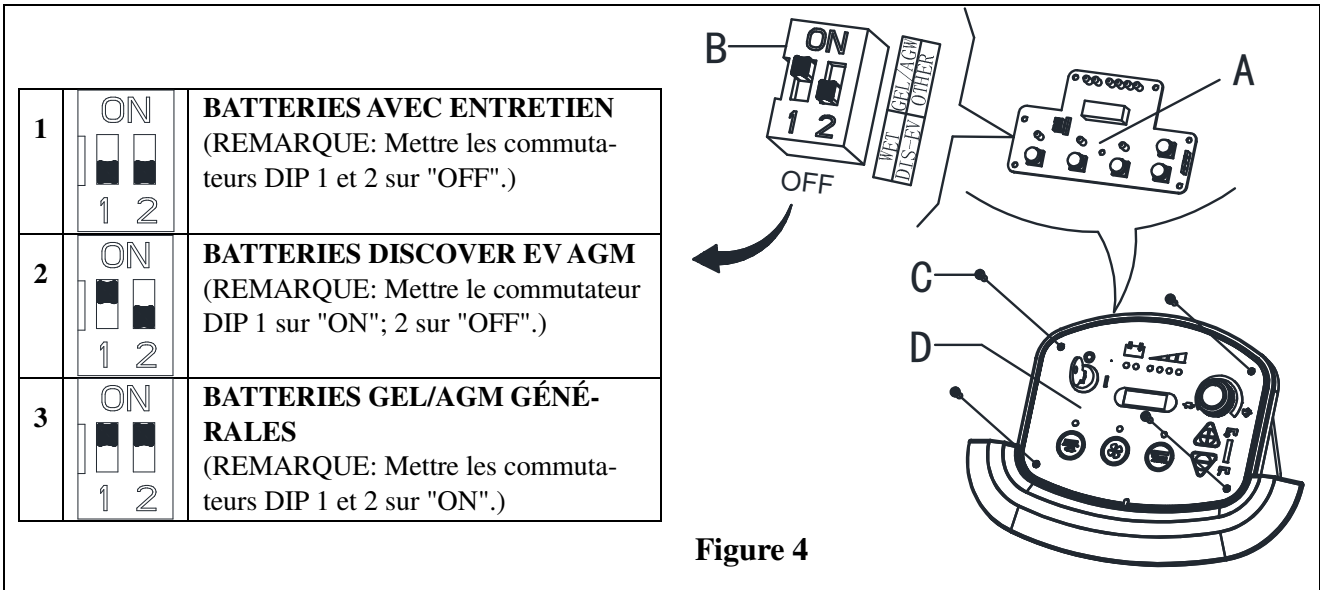 1
ON
1 2
BATTERIES AVEC ENTRETIEN
(REMARQUE: Mettre les commuta-
teurs DIP 1 et 2 sur "OFF".)
2
ON
1 2
BATTERIES DISCOVER EV AGM
(REMARQUE: Mettre le commutateur
DIP 1 sur "ON"; 2 sur "OFF".)
3
ON
1 2
BATTERIES GEL/AGM GÉNÉ-
RALES
(REMARQUE: Mettre les commuta-
teurs DIP 1 et 2 sur "ON".)
B
ON
1 2
OFF
WET GEL/AGW
DIS-EV OTHER
A
C
D
Figure 4